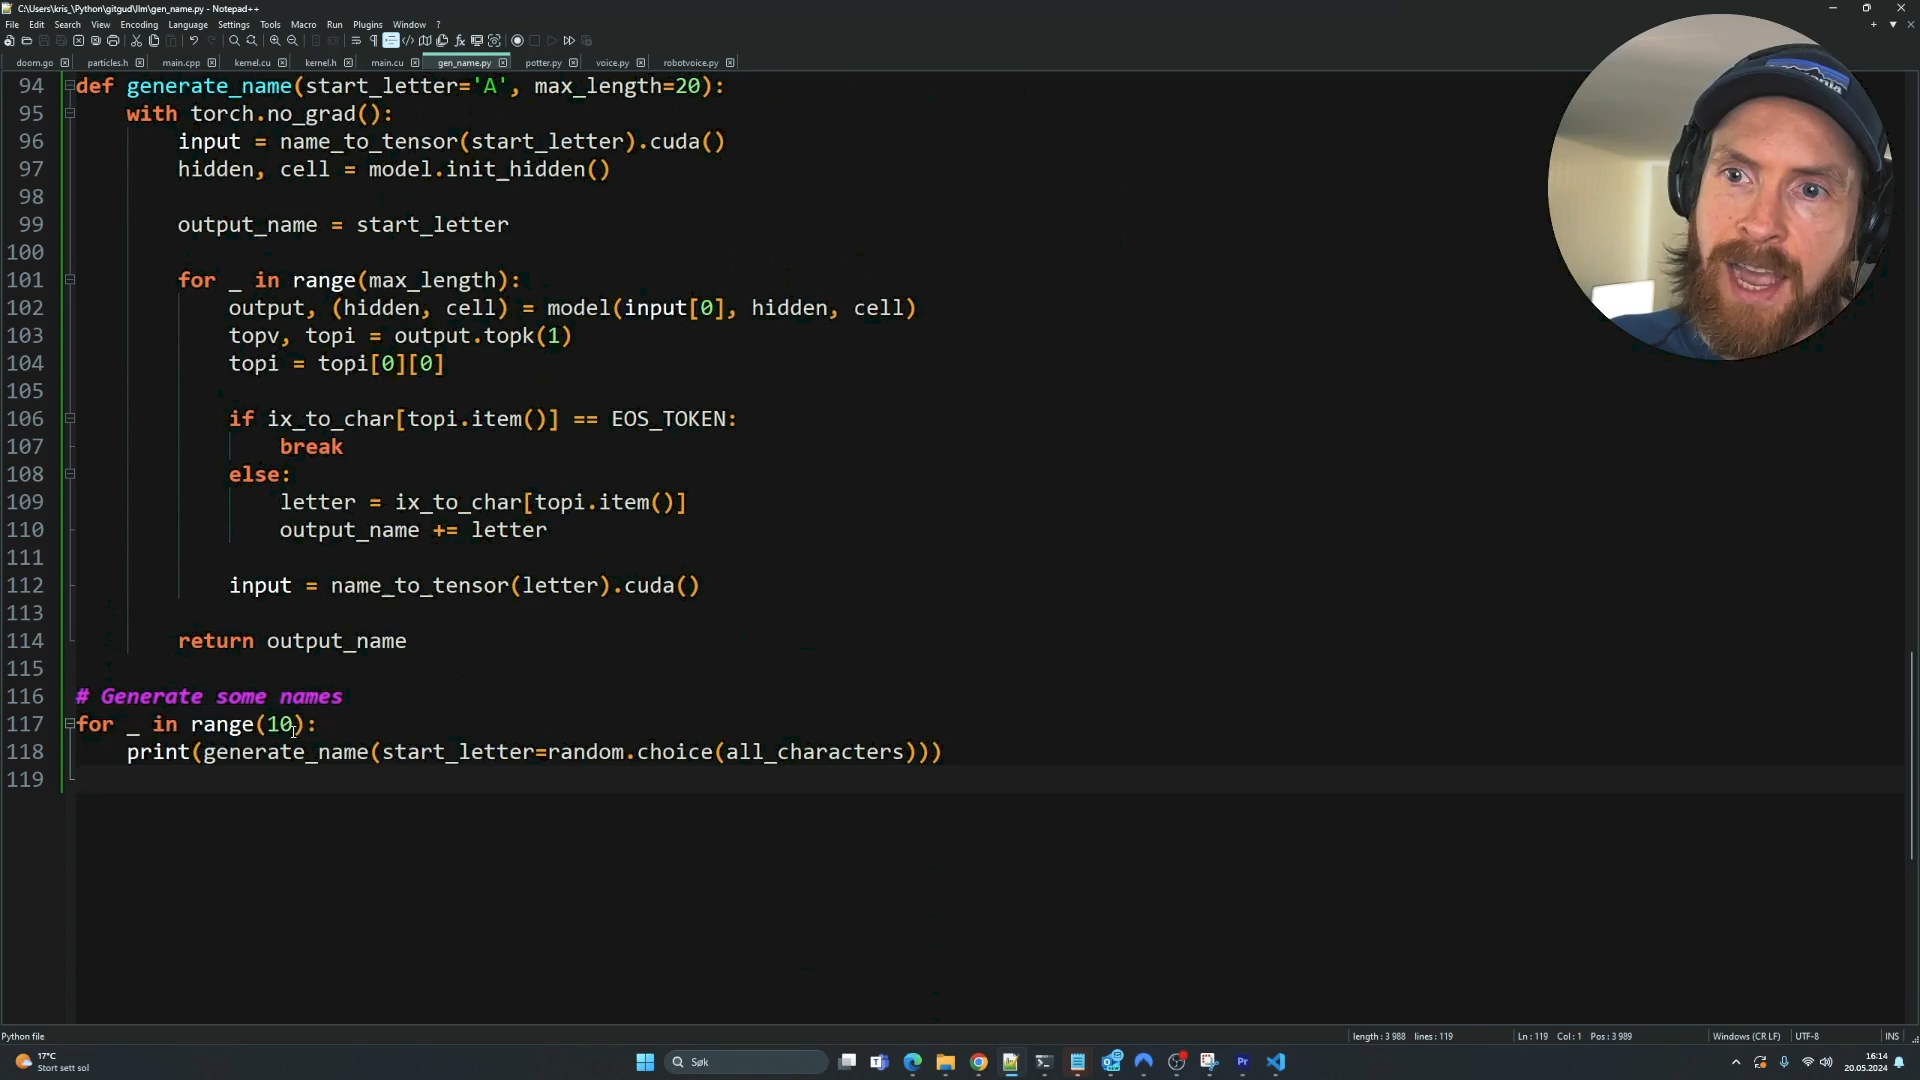 C:\Users\kris_\Python\gitgud\llm\gen_name.py - Notepad++
File Edit Search View Encoding Language Settings Tools Macro Run Plugins Window ?
doom.go particles.h main.cpp kernel.cu kernel.h main.cu gen_name.py potter.py voice.py robotvoice.py
94 def generate_name(start_letter='A', max_length=20):
95 with torch.no_grad():
96 input = name_to_tensor(start_letter).cuda()
97 hidden, cell = model.init_hidden()
98
99 output_name = start_letter
100
101 for _ in range(max_length):
102 output, (hidden, cell) = model(input[0], hidden, cell)
103 topv, topi = output.topk(1)
104 topi = topi[0][0]
105
106 if ix_to_char[topi.item()] == EOS_TOKEN:
107 break
108 else:
109 letter = ix_to_char[topi.item()]
110 output_name += letter
111
112 input = name_to_tensor(letter).cuda()
113
114 return output_name
115
116 # Generate some names
117 for _ in range(10):
118 print(generate_name(start_letter=random.choice(all_characters)))
119
Python file length : 3 988 lines : 119 Ln : 119 Col : 1 Pos : 3 989 Windows (CR LF) UTF-8 INS
17°C
Stort sett sol
Søk
16:14
20.05.2024